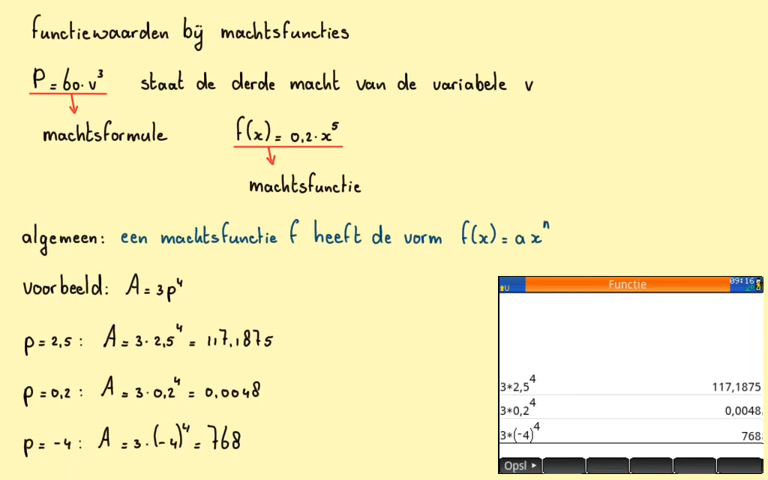 functiewaarden bij machtsfuncties
P = 60·v³ staat de derde macht van de variabele v
machtsformule f(x) = 0,2·x⁵
machtsfunctie
algemeen: een machtsfunctie f heeft de vorm f(x) = axⁿ
voorbeeld: A = 3p⁴
p = 2,5 : A = 3·2,5⁴ = 117,1875
p = 0,2 : A = 3·0,2⁴ = 0,0048
p = -4 : A = 3·(-4)⁴ = 768
Functie 09:16
3*2,5⁴ 117,1875
3*0,2⁴ 0,0048
3*(-4)⁴ 768
Opsl ▸